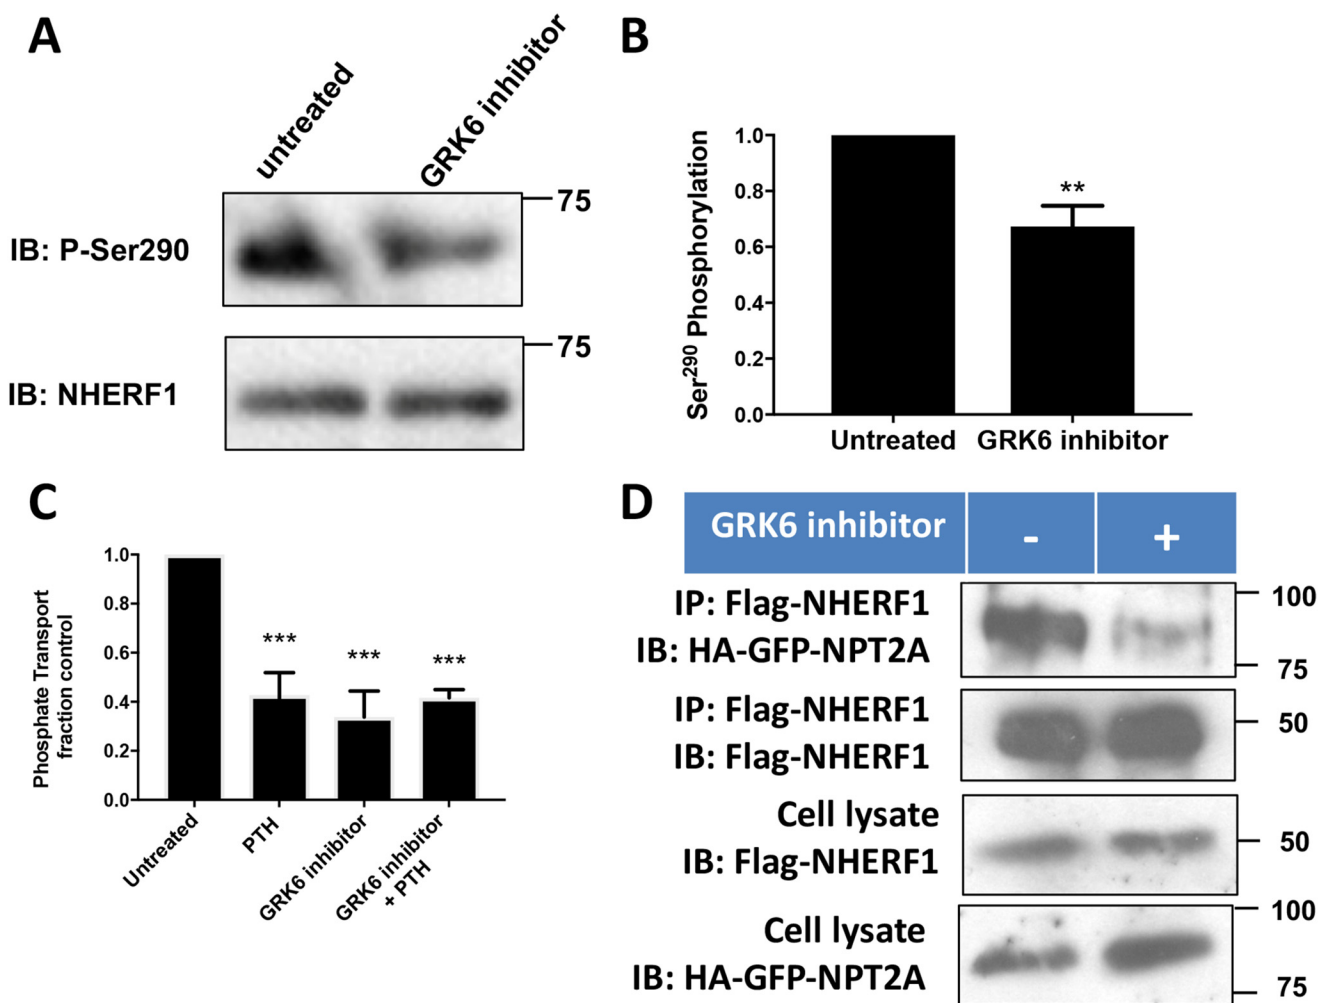 A
untreated
GRK6 inhibitor
75
IB: P-Ser290
75
IB: NHERF1
B
Ser290 Phosphorylation
1.0
0.8
0.6
0.4
0.2
0.0
**
Untreated
GRK6 inhibitor
C
Phosphate Transport
fraction control
1.0
0.8
0.6
0.4
0.2
0.0
***
***
***
Untreated
PTH
GRK6 inhibitor
GRK6 inhibitor
+ PTH
D
GRK6 inhibitor - +
IP: Flag-NHERF1
IB: HA-GFP-NPT2A
100
75
IP: Flag-NHERF1
IB: Flag-NHERF1
50
Cell lysate
IB: Flag-NHERF1
50
Cell lysate
IB: HA-GFP-NPT2A
100
75